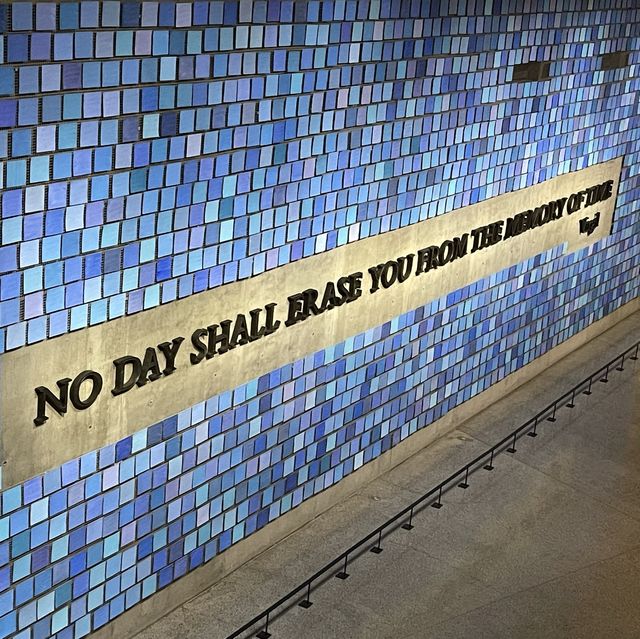 NO DAY SHALL ERASE YOU FROM THE MEMORY OF TIME
Virgil